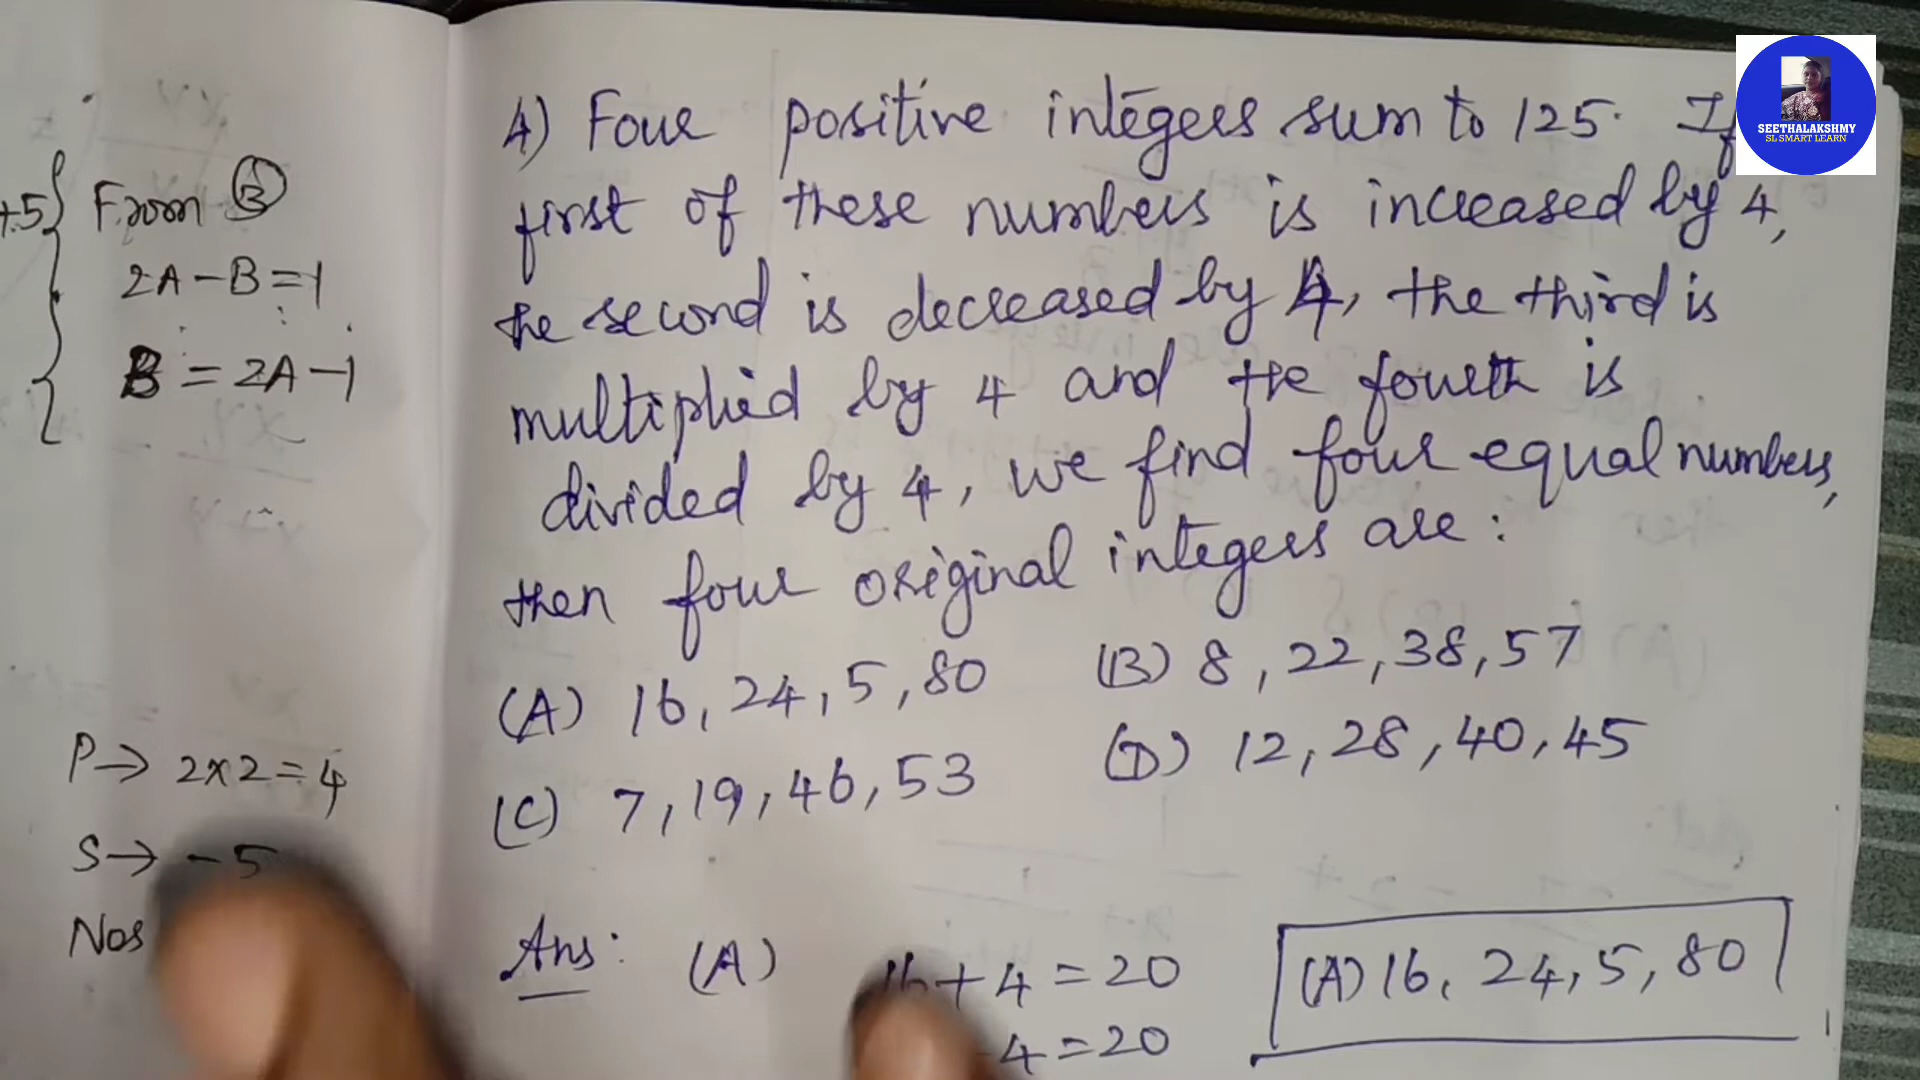 +5
From 3
2A-B=1
B=2A-1
P→ 2×2=4
S→ -5
Nos
4) Four positive integers sum to 125. If
first of these numbers is increased by 4,
the second is decreased by 4, the third is
multiplied by 4 and the fourth is
divided by 4, we find four equal numbers,
then four original integers are:
(A) 16, 24, 5, 80 (B) 8, 22, 38, 57
(C) 7, 19, 46, 53 (D) 12, 28, 40, 45
Ans: (A) 16+4=20
-4=20
(A) 16, 24, 5, 80
SEETHALAKSHMY
SL SMART LEARN